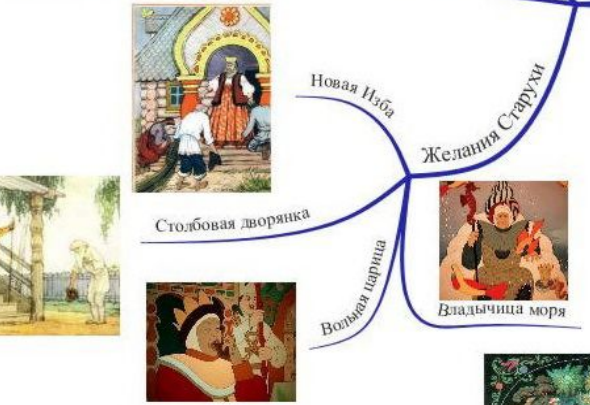 Новая Изба
Желания Старухи
Столбовая дворянка
Вольная царица
Владычица моря